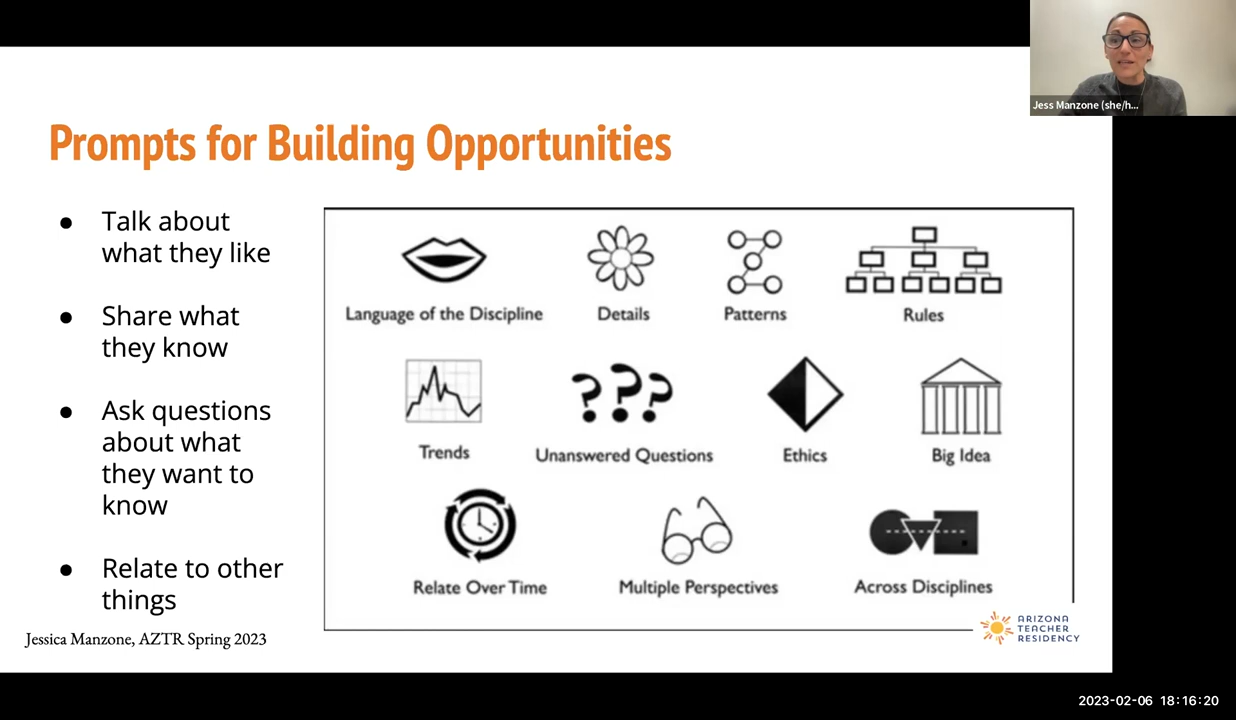 Jess Manzone (she/h...
Prompts for Building Opportunities
● Talk about
what they like
● Share what
they know
● Ask questions
about what
they want to
know
● Relate to other
things
Language of the Discipline
Details
Patterns
Rules
Trends
???
Unanswered Questions
Ethics
Big Idea
Relate Over Time
Multiple Perspectives
Across Disciplines
ARIZONA
TEACHER
RESIDENCY
Jessica Manzone, AZTR Spring 2023
2023-02-06 18:16:20